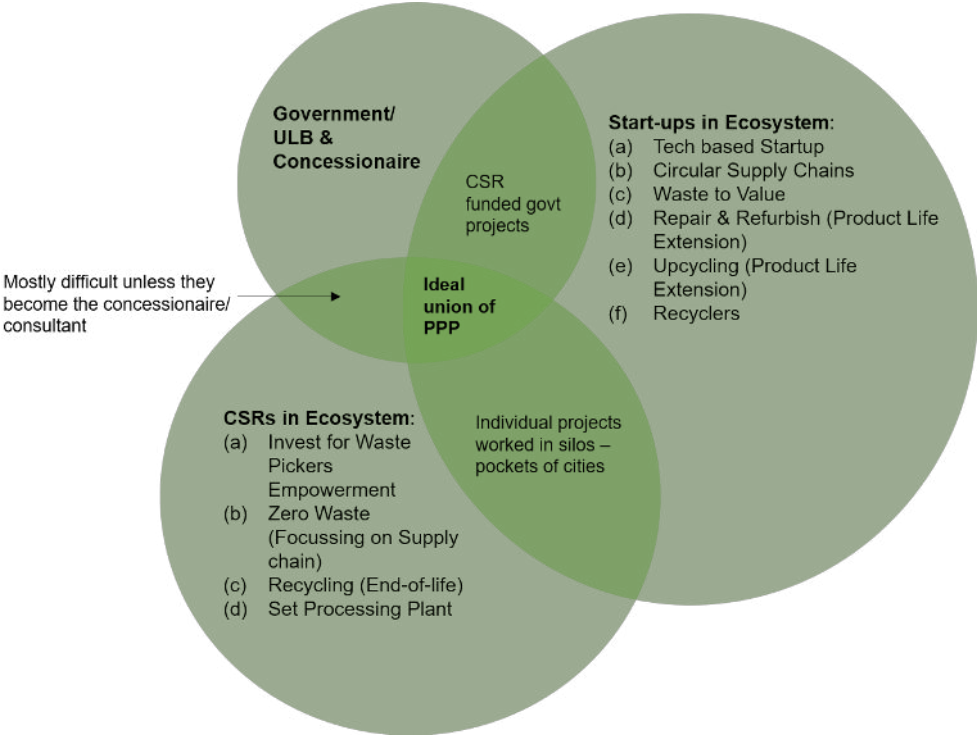 Government/
ULB &
Concessionaire
Start-ups in Ecosystem:
(a) Tech based Startup
(b) Circular Supply Chains
(c) Waste to Value
(d) Repair & Refurbish (Product Life
Extension)
(e) Upcycling (Product Life
Extension)
(f) Recyclers
CSR
funded govt
projects
Mostly difficult unless they
become the concessionaire/
consultant
Ideal
union of
PPP
CSRs in Ecosystem:
(a) Invest for Waste
Pickers
Empowerment
(b) Zero Waste
(Focussing on Supply
chain)
(c) Recycling (End-of-life)
(d) Set Processing Plant
Individual projects
worked in silos –
pockets of cities